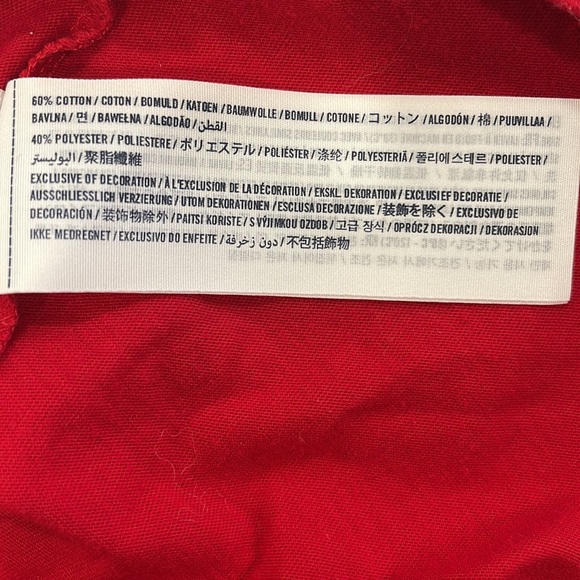 60% COTTON / COTON / BOMULD / KATOEN / BAUMWOLLE / BOMULL / COTONE / コットン / ALGODÓN / 棉 / PUUVILLAA /
BAVLNA / 면 / BAWEŁNA / ALGODÃO / القطن
40% POLYESTER / POLIESTERE / ポリエステル / POLIÉSTER / 涤纶 / POLYESTERIÄ / 폴리에스테르 / POLIESTER /
البوليستر / 聚脂纖維
EXCLUSIVE OF DECORATION / À L'EXCLUSION DE LA DÉCORATION / EKSKL. DEKORATION / EXCLUSIEF DECORATIE /
AUSSCHLIESSLICH VERZIERUNG / UTOM DEKORATIONEN / ESCLUSA DECORAZIONE / 装飾を除く / EXCLUSIVO DE
DECORACIÓN / 装饰物除外 / PAITSI KORISTE / S VÝJIMKOU OZDOB / 고급 장식 / OPRÓCZ DEKORACJI / DEKORASJON
IKKE MEDREGNET / EXCLUSIVO DO ENFEITE / دون زخرفة / 不包括飾物